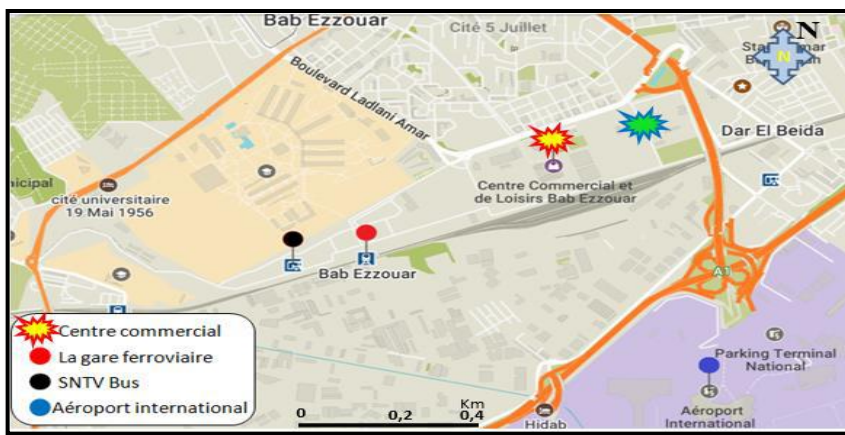 Bab Ezzouar
Cité 5 Juillet
N
N
Boulevard Ladlani Amar
Dar El Beida
Centre Commercial et
de Loisirs Bab Ezzouar
cité universitaire
19 Mai 1956
Bab Ezzouar
A1
Parking Terminal
National
Aéroport
International
Hidab
Centre commercial
La gare ferroviaire
SNTV Bus
Aéroport international
Km
0
0,2
0,4